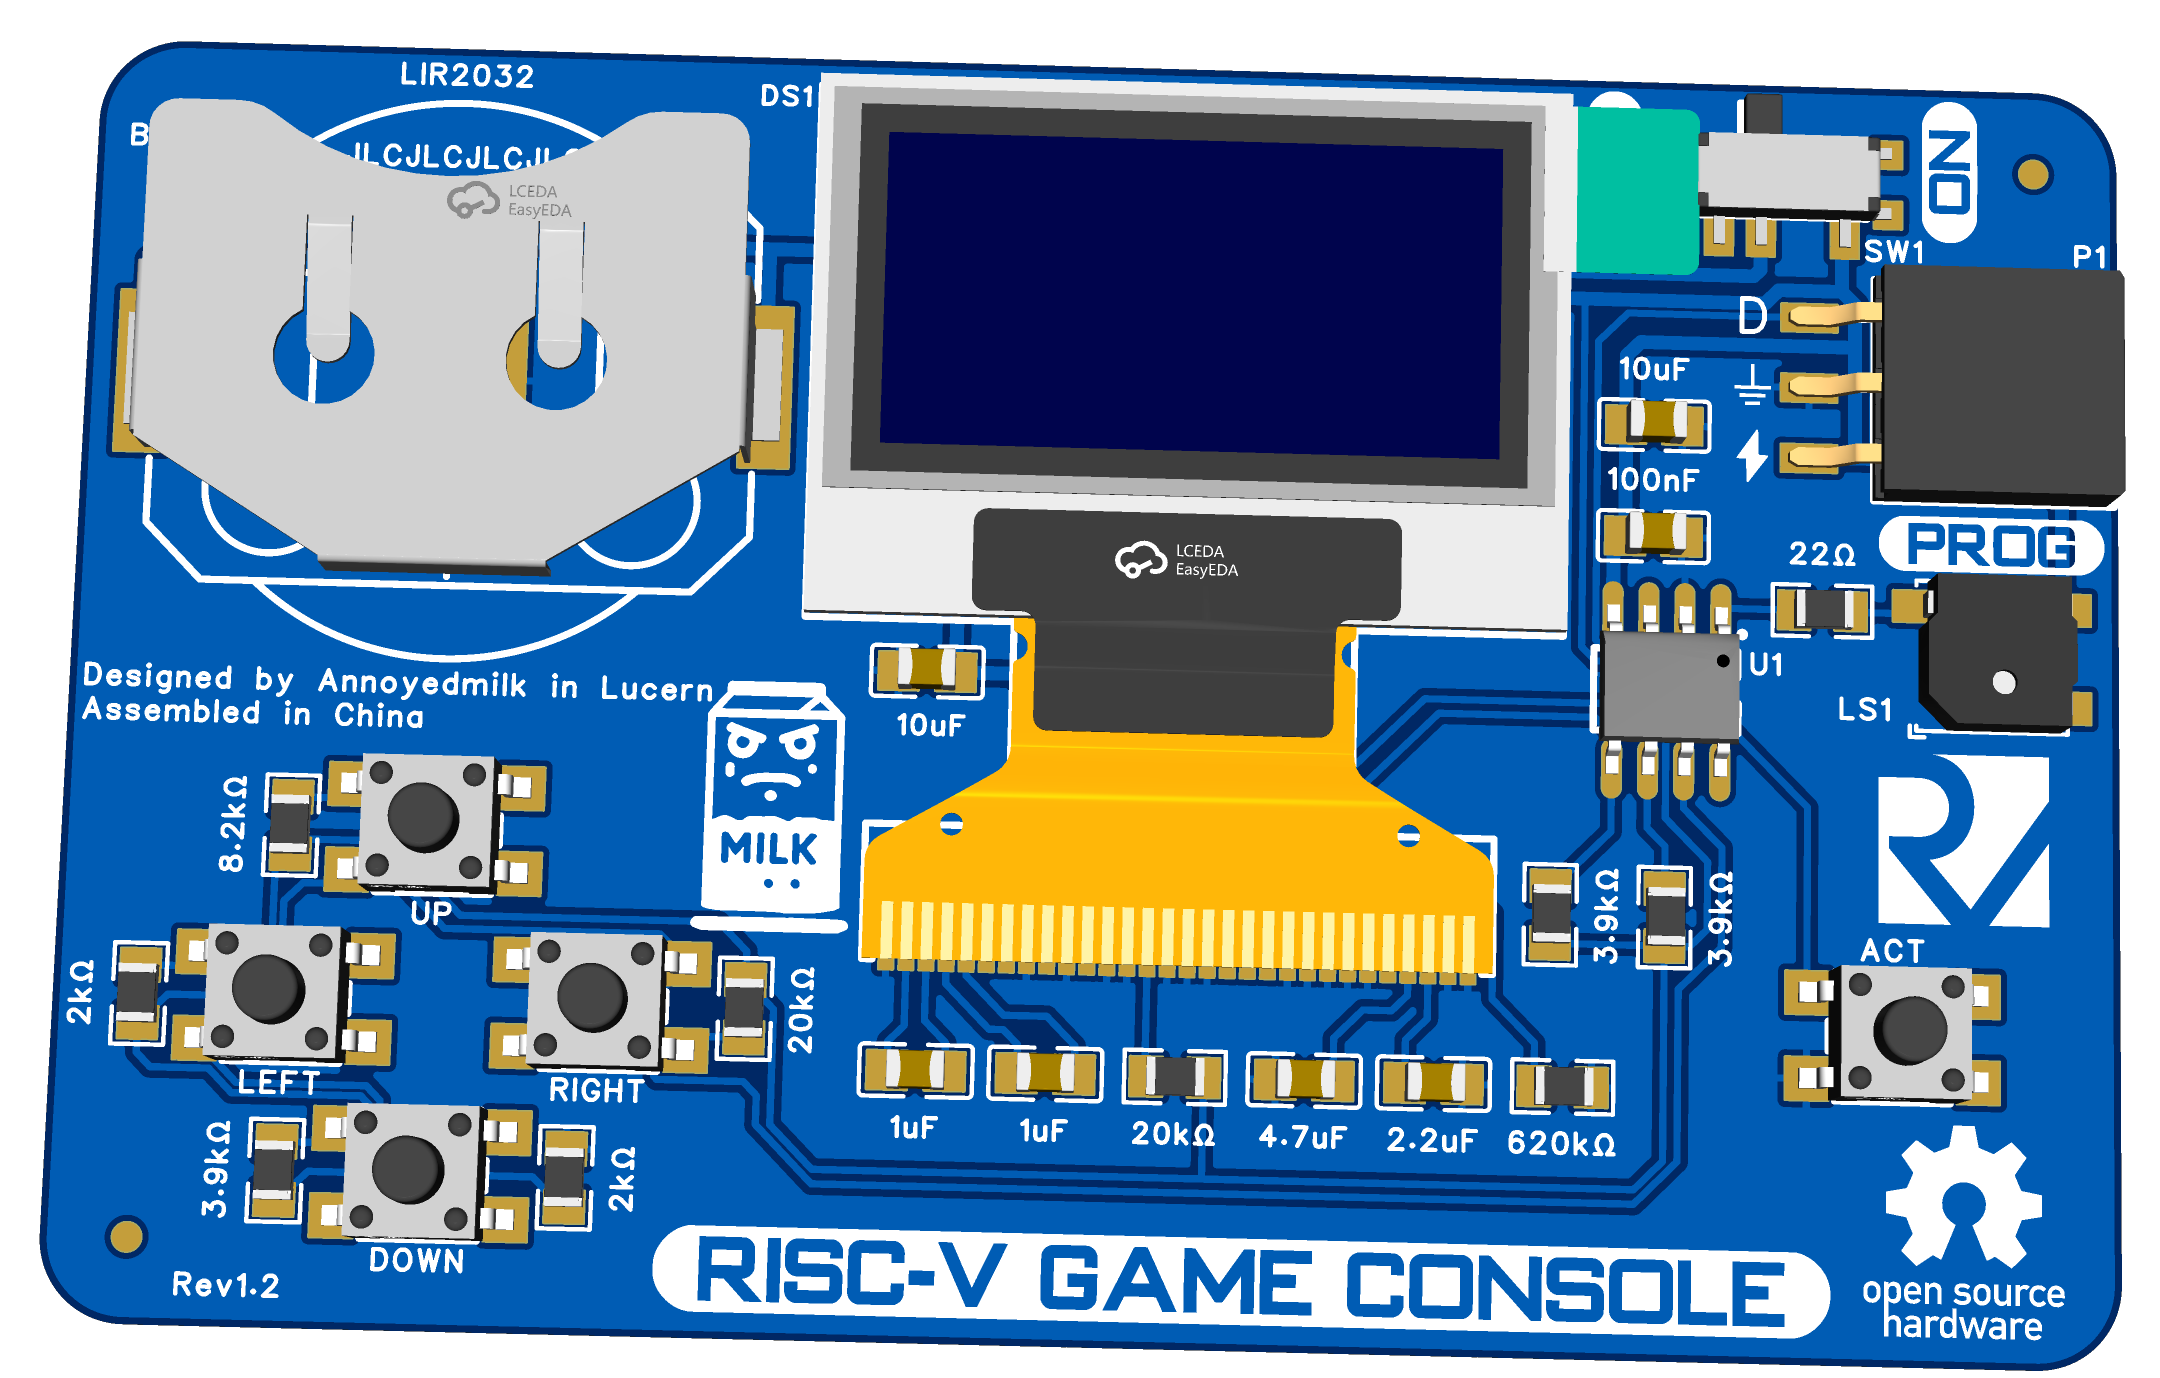 LIR2032
DS1
B
JLCJLCJLCJLC
LCEDA
EasyEDA
ON
SW1
P1
D
10uF
100nF
PROG
22Ω
LCEDA
EasyEDA
U1
LS1
Designed by Annoyedmilk in Lucern
Assembled in China
10uF
MILK
8.2kΩ
UP
2kΩ
LEFT
RIGHT
20kΩ
3.9kΩ
3.9kΩ
ACT
1uF
1uF
20kΩ
4.7uF
2.2uF
620kΩ
3.9kΩ
2kΩ
DOWN
Rev1.2
RISC-V GAME CONSOLE
open source
hardware